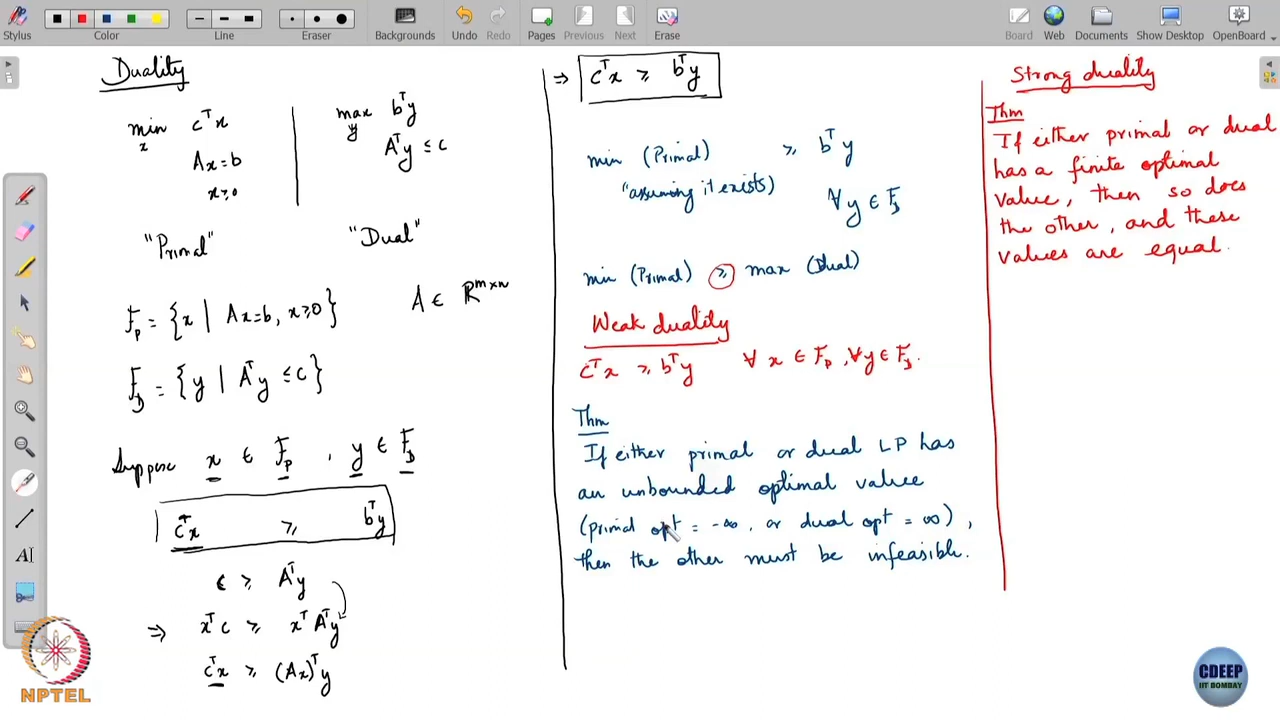 Stylus
Color
Line
Eraser
Backgrounds
Undo
Redo
Pages
Previous
Next
Erase
Board
Web
Documents
Show Desktop
OpenBoard
Duality
min c^T x
x
Ax=b
x≥0
"Primal"
max b^T y
y
A^T y ≤ c
"Dual"
F_P = {x | Ax=b, x≥0}
A ∈ R^{m×n}
F_D = {y | A^T y ≤ c}
Suppose x ∈ F_P , y ∈ F_D
c^T x ≥ b^T y
c ≥ A^T y
⇒ x^T c ≥ x^T A^T y
c^T x ≥ (Ax)^T y
⇒ c^T x ≥ b^T y
min (Primal) ≥ b^T y
"assuming it exists) ∀ y ∈ F_D
min (Primal) ≥ max (Dual)
Weak duality
c^T x ≥ b^T y ∀ x ∈ F_P, ∀ y ∈ F_D.
Thm
If either primal or dual LP has
an unbounded optimal value
(primal opt = -∞, or dual opt = ∞),
then the other must be infeasible.
Strong duality
Thm
If either primal or dual
has a finite optimal
value, then so does
the other, and these
values are equal.
NPTEL
CDEEP
IIT BOMBAY